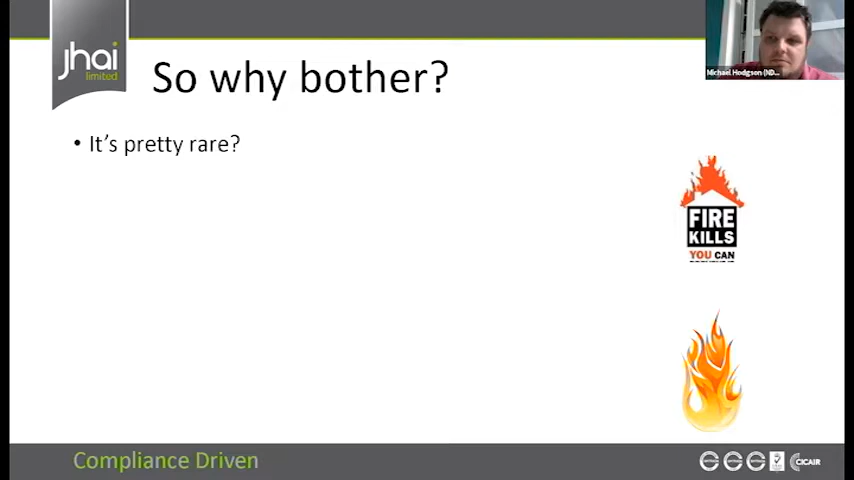 jhai
limited
So why bother?
Michael Hodgson (ND...
• It's pretty rare?
FIRE
KILLS
YOU CAN
Compliance Driven
CICAIR